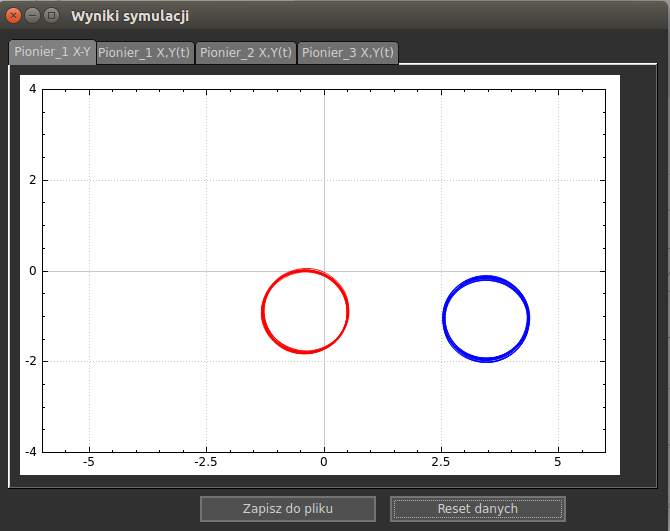 Wyniki symulacji
Pionier_1 X-Y Pionier_1 X,Y(t) Pionier_2 X,Y(t) Pionier_3 X,Y(t)
4
2
0
-2
-4
-5 -2.5 0 2.5 5
Zapisz do pliku Reset danych